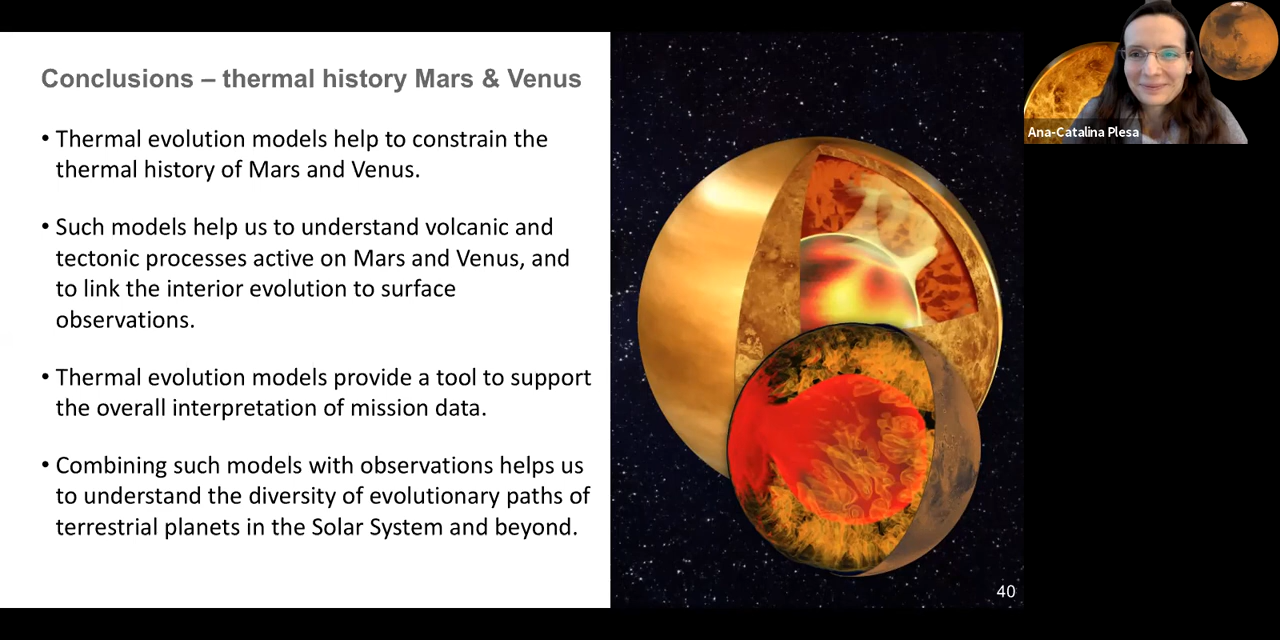 Conclusions – thermal history Mars & Venus
• Thermal evolution models help to constrain the
thermal history of Mars and Venus.
• Such models help us to understand volcanic and
tectonic processes active on Mars and Venus, and
to link the interior evolution to surface
observations.
• Thermal evolution models provide a tool to support
the overall interpretation of mission data.
• Combining such models with observations helps us
to understand the diversity of evolutionary paths of
terrestrial planets in the Solar System and beyond.
40
Ana-Catalina Plesa